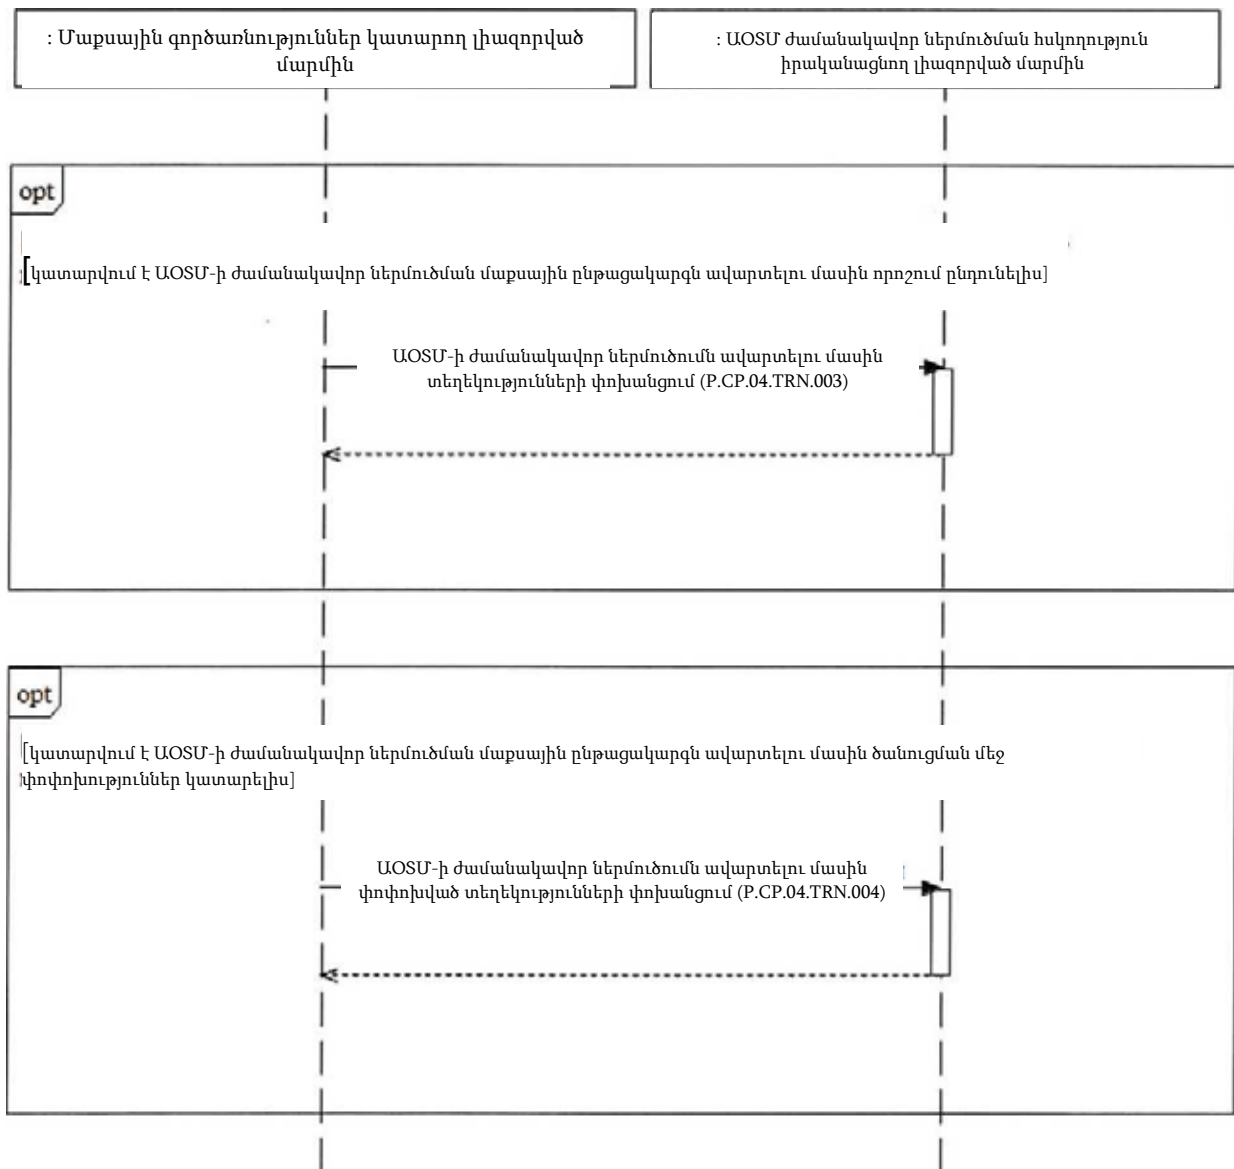 : Մաքսային գործառնություններ կատարող լիազորված
մարմին
: ԱՕՏՄ ժամանակավոր ներմուծման հսկողություն
իրականացնող լիազորված մարմին
opt
[կատարվում է ԱՕՏՄ-ի ժամանակավոր ներմուծման մաքսային ընթացակարգն ավարտելու մասին որոշում ընդունելիս]
ԱՕՏՄ-ի ժամանակավոր ներմուծումն ավարտելու մասին
տեղեկությունների փոխանցում (P.CP.04.TRN.003)
opt
[կատարվում է ԱՕՏՄ-ի ժամանակավոր ներմուծման մաքսային ընթացակարգն ավարտելու մասին ծանուցման մեջ
փոփոխություններ կատարելիս]
ԱՕՏՄ-ի ժամանակավոր ներմուծումն ավարտելու մասին
փոփոխված տեղեկությունների փոխանցում (P.CP.04.TRN.004)